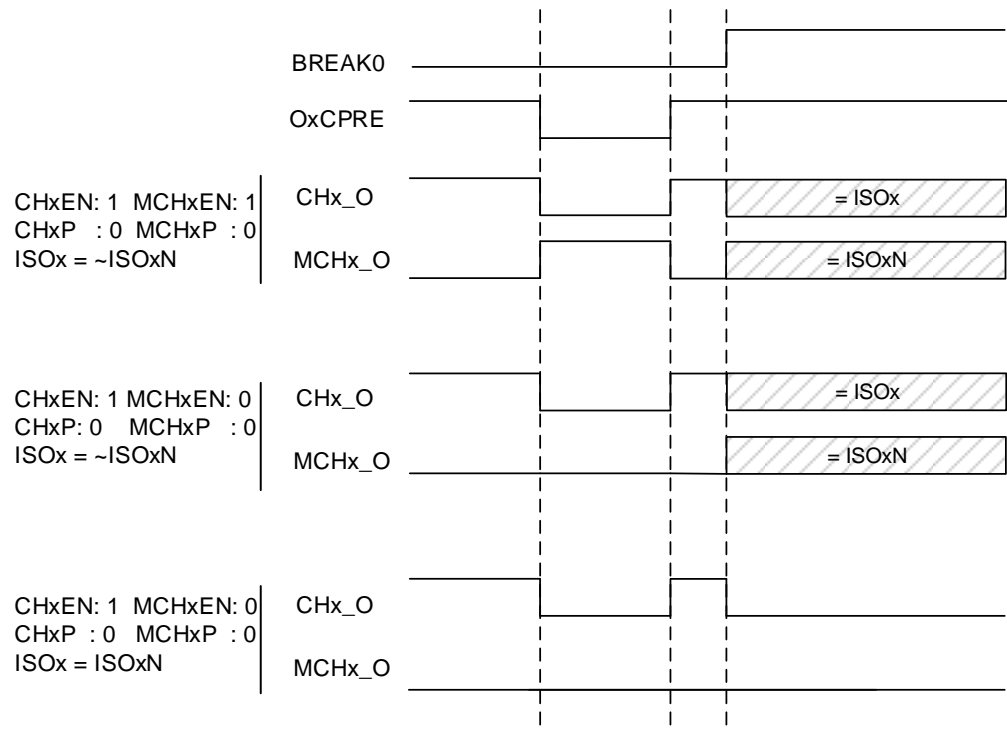 BREAK0
OxCPRE
CHxEN: 1 MCHxEN: 1
CHxP : 0 MCHxP : 0
ISOx = ~ISOxN
CHx_O
= ISOx
MCHx_O
= ISOxN
CHxEN: 1 MCHxEN: 0
CHxP: 0 MCHxP : 0
ISOx = ~ISOxN
CHx_O
= ISOx
MCHx_O
= ISOxN
CHxEN: 1 MCHxEN: 0
CHxP : 0 MCHxP : 0
ISOx = ISOxN
CHx_O
MCHx_O